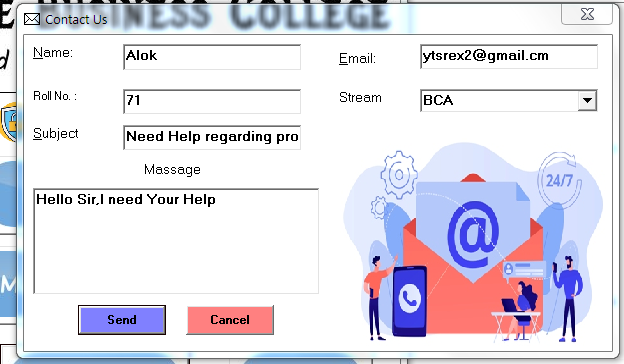 E BUSINESS COLLEGE
Contact Us
Name: Alok
Email: ytsrex2@gmail.cm
Roll No. : 71
Stream BCA
Subject Need Help regarding pro
Massage
Hello Sir,I need Your Help
24/7
@
Send Cancel